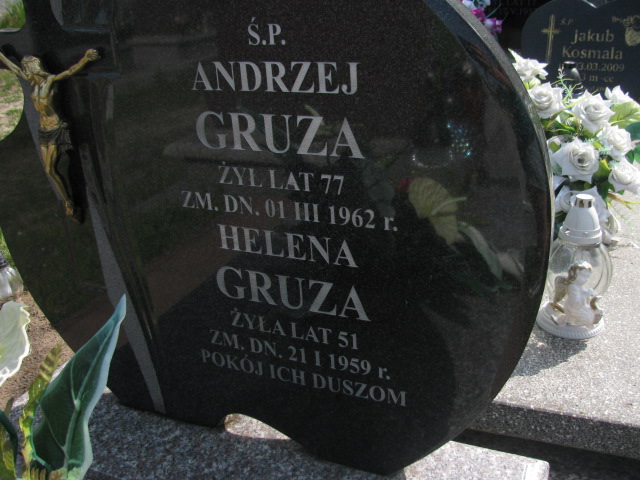 Ś.P.
ANDRZEJ
GRUZA
ŻYŁ LAT 77
ZM. DN. 01 III 1962 r.
HELENA
GRUZA
ŻYŁA LAT 51
ZM. DN. 21 I 1959 r.
POKÓJ ICH DUSZOM
Ś.P.
jakub
Kosmala